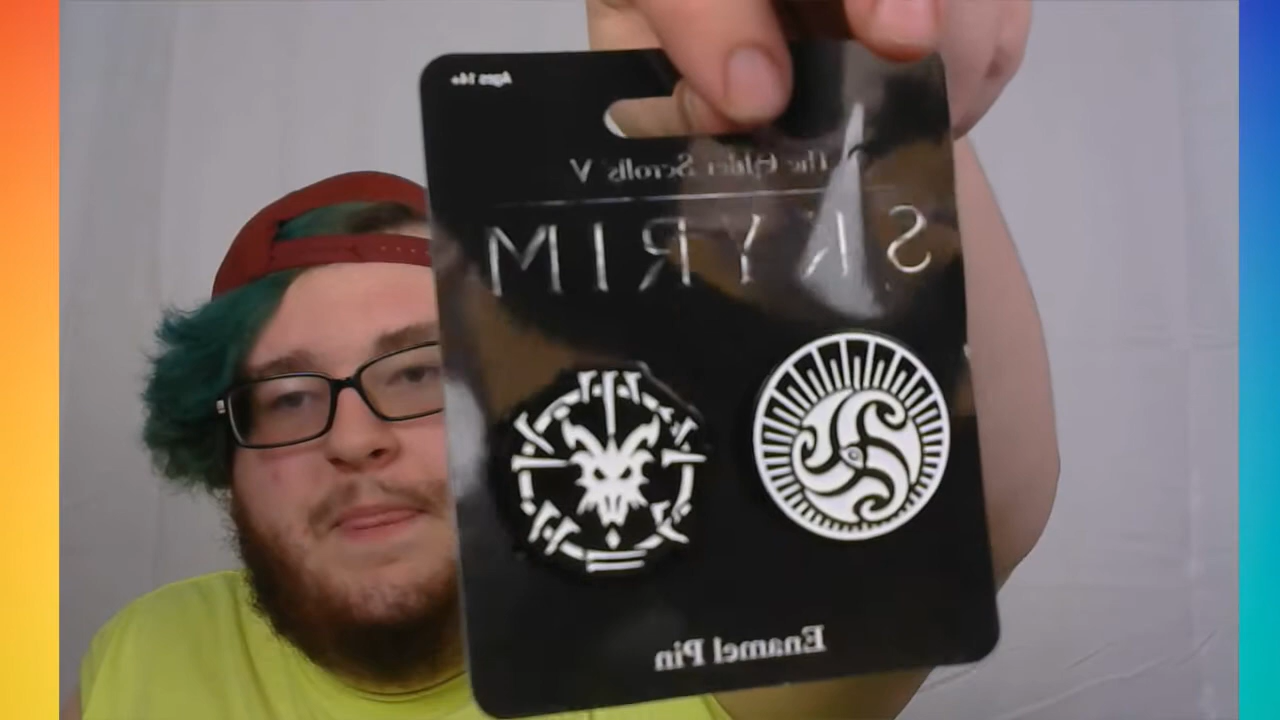 Ages 14+
The Elder Scrolls V
SKYRIM
Enamel Pin